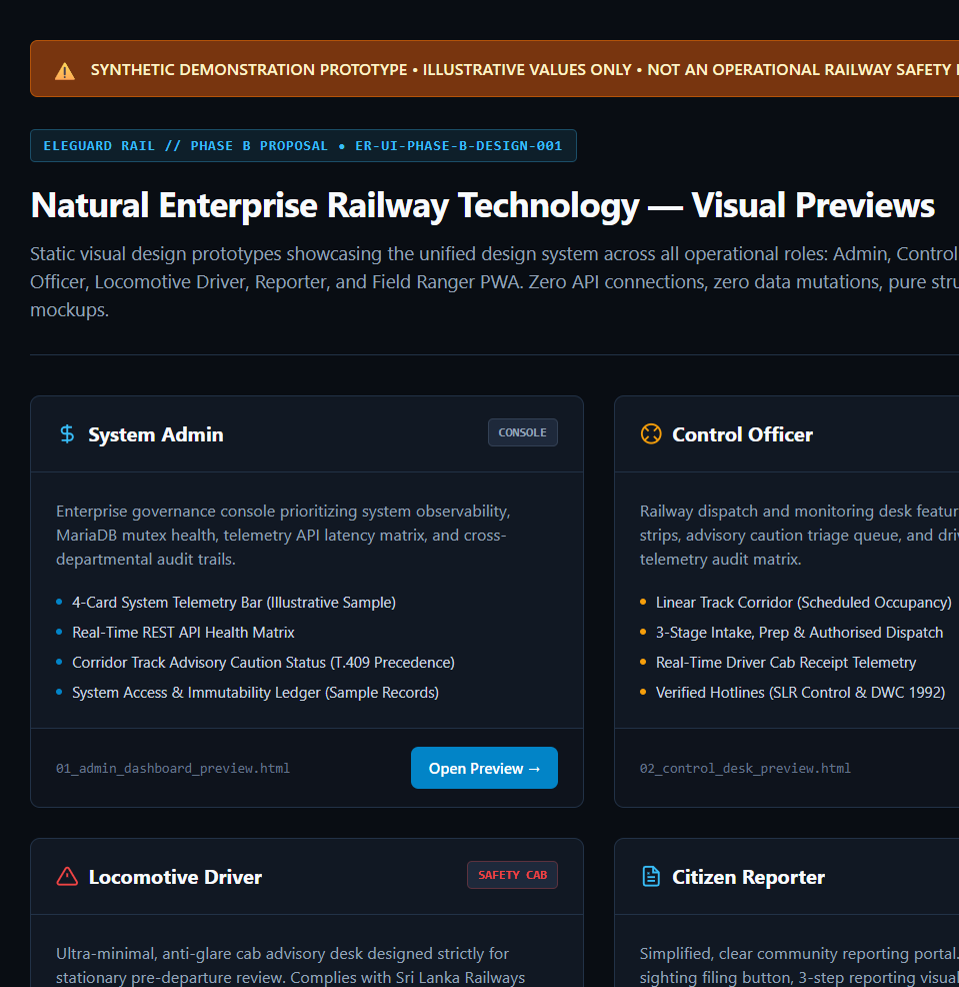 SYNTHETIC DEMONSTRATION PROTOTYPE • ILLUSTRATIVE VALUES ONLY • NOT AN OPERATIONAL RAILWAY SAFETY
ELEGUARD RAIL // PHASE B PROPOSAL • ER-UI-PHASE-B-DESIGN-001
Natural Enterprise Railway Technology — Visual Previews
Static visual design prototypes showcasing the unified design system across all operational roles: Admin, Control
Officer, Locomotive Driver, Reporter, and Field Ranger PWA. Zero API connections, zero data mutations, pure
mockups.
System Admin
CONSOLE
Enterprise governance console prioritizing system observability,
MariaDB mutex health, telemetry API latency matrix, and cross-
departmental audit trails.
• 4-Card System Telemetry Bar (Illustrative Sample)
• Real-Time REST API Health Matrix
• Corridor Track Advisory Caution Status (T.409 Precedence)
• System Access & Immutability Ledger (Sample Records)
01_admin_dashboard_preview.html
Open Preview →
Control Officer
Railway dispatch and monitoring desk
strips, advisory caution triage queue, and
telemetry audit matrix.
• Linear Track Corridor (Scheduled Occupancy)
• 3-Stage Intake, Prep & Authorised Dispatch
• Real-Time Driver Cab Receipt Telemetry
• Verified Hotlines (SLR Control & DWC 1992)
02_control_desk_preview.html
Locomotive Driver
SAFETY CAB
Ultra-minimal, anti-glare cab advisory desk designed strictly for
stationary pre-departure review. Complies with Sri Lanka Railways
Citizen Reporter
Simplified, clear community reporting portal.
sighting filing button, 3-step reporting